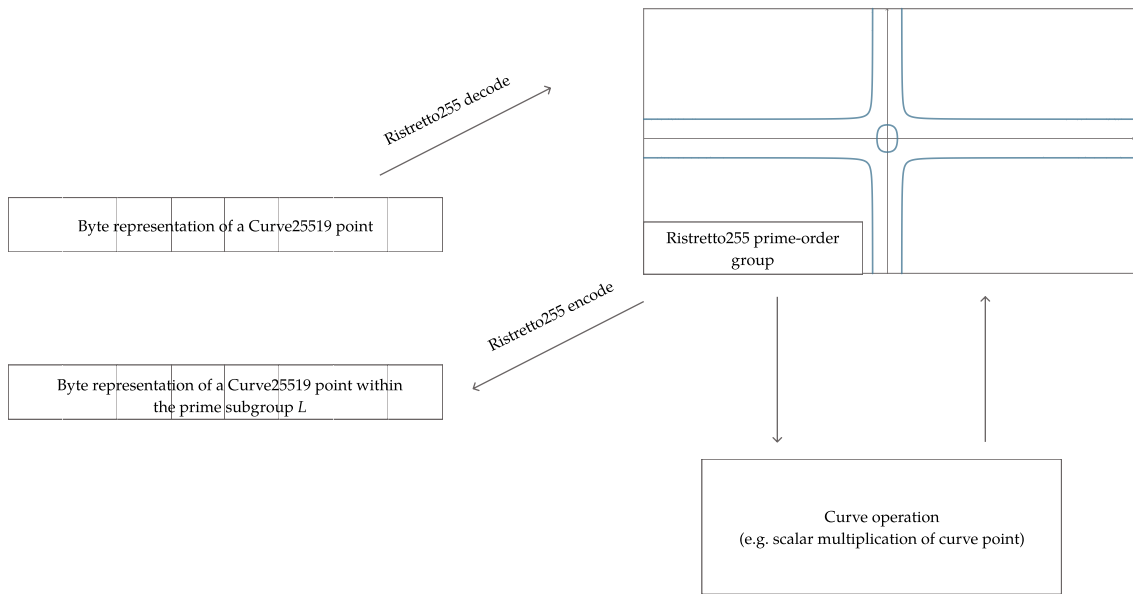 Ristretto255 decode
Byte representation of a Curve25519 point
Ristretto255 prime-order
group
Ristretto255 encode
Byte representation of a Curve25519 point within
the prime subgroup L
Curve operation
(e.g. scalar multiplication of curve point)